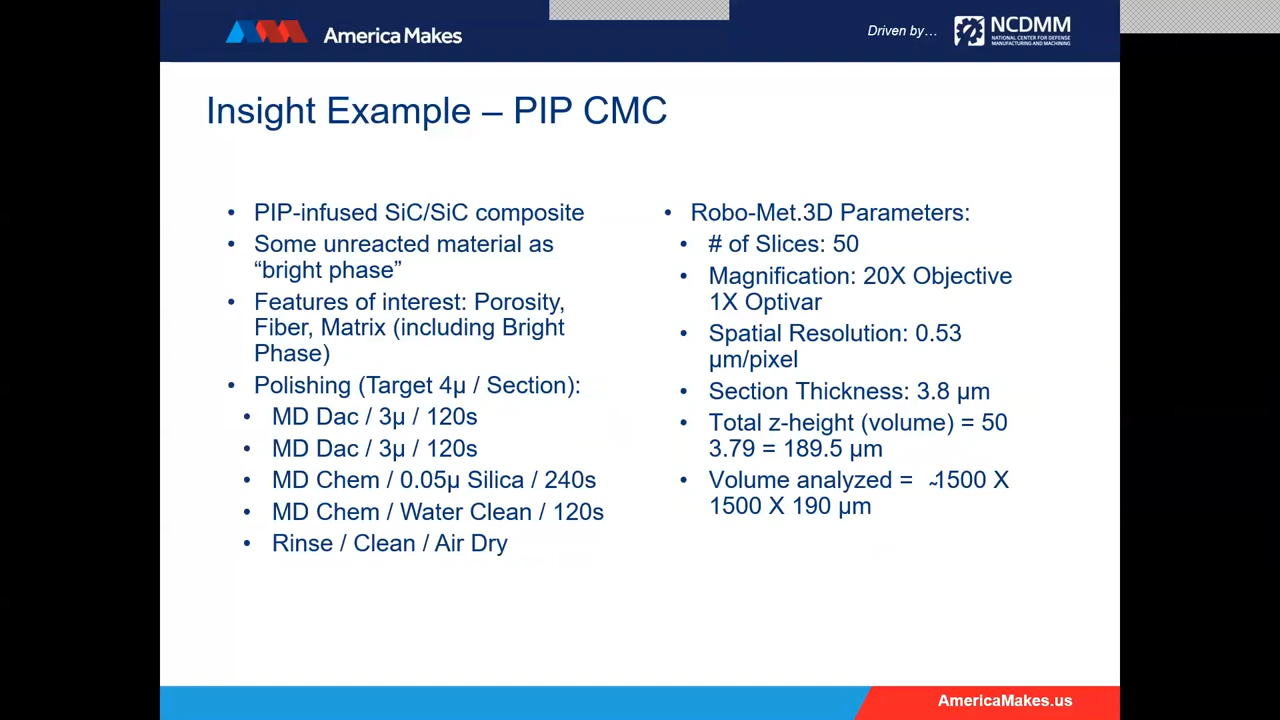 America Makes
Driven by…
NCDMM
NATIONAL CENTER FOR DEFENSE
MANUFACTURING AND MACHINING
Insight Example – PIP CMC
• PIP-infused SiC/SiC composite
• Some unreacted material as
“bright phase”
• Features of interest: Porosity,
Fiber, Matrix (including Bright
Phase)
• Polishing (Target 4µ / Section):
• MD Dac / 3µ / 120s
• MD Dac / 3µ / 120s
• MD Chem / 0.05µ Silica / 240s
• MD Chem / Water Clean / 120s
• Rinse / Clean / Air Dry
• Robo-Met.3D Parameters:
• # of Slices: 50
• Magnification: 20X Objective
1X Optivar
• Spatial Resolution: 0.53
µm/pixel
• Section Thickness: 3.8 µm
• Total z-height (volume) = 50
3.79 = 189.5 µm
• Volume analyzed = ~1500 X
1500 X 190 µm
AmericaMakes.us